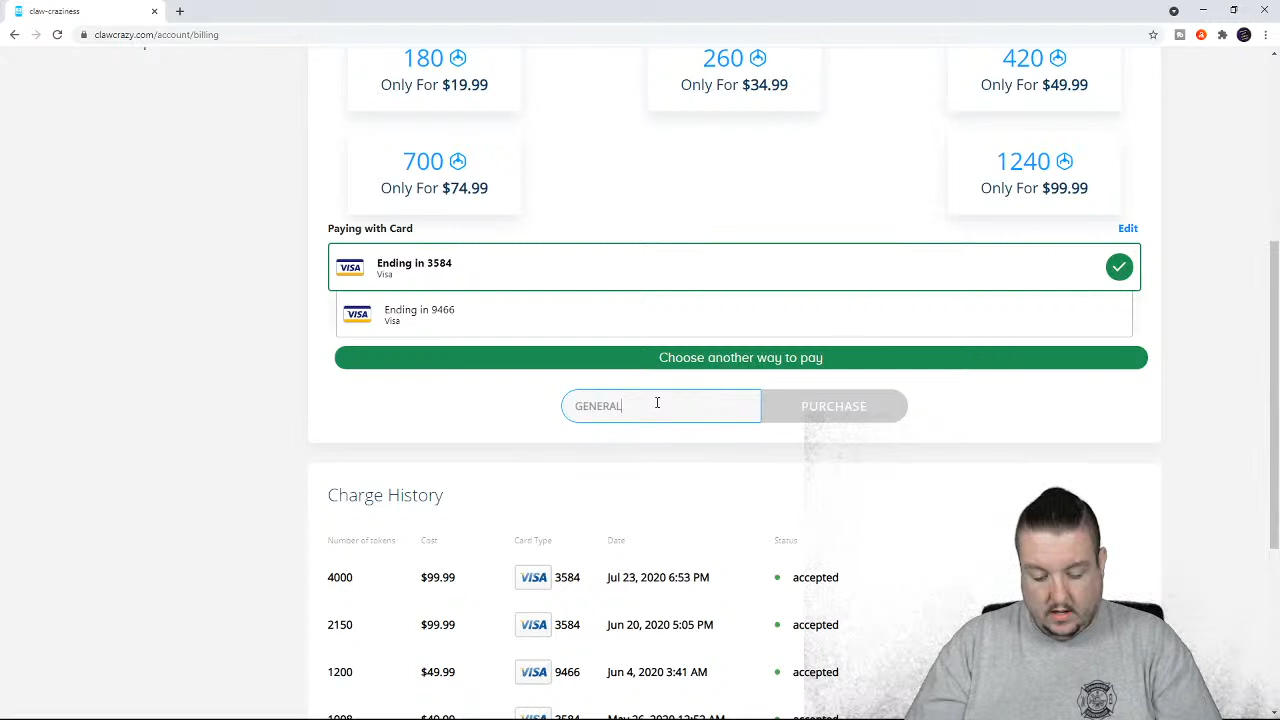 claw-craziness
clawcrazy.com/account/billing
180 260 420
Only For $19.99 Only For $34.99 Only For $49.99
700 1240
Only For $74.99 Only For $99.99
Paying with Card Edit
VISA Ending in 3584
Visa
VISA Ending in 9466
Visa
Choose another way to pay
GENERAL PURCHASE
Charge History
Number of tokens Cost Card Type Date Status
4000 $99.99 VISA 3584 Jul 23, 2020 6:53 PM accepted
2150 $99.99 VISA 3584 Jun 20, 2020 5:05 PM accepted
1200 $49.99 VISA 9466 Jun 4, 2020 3:41 AM accepted